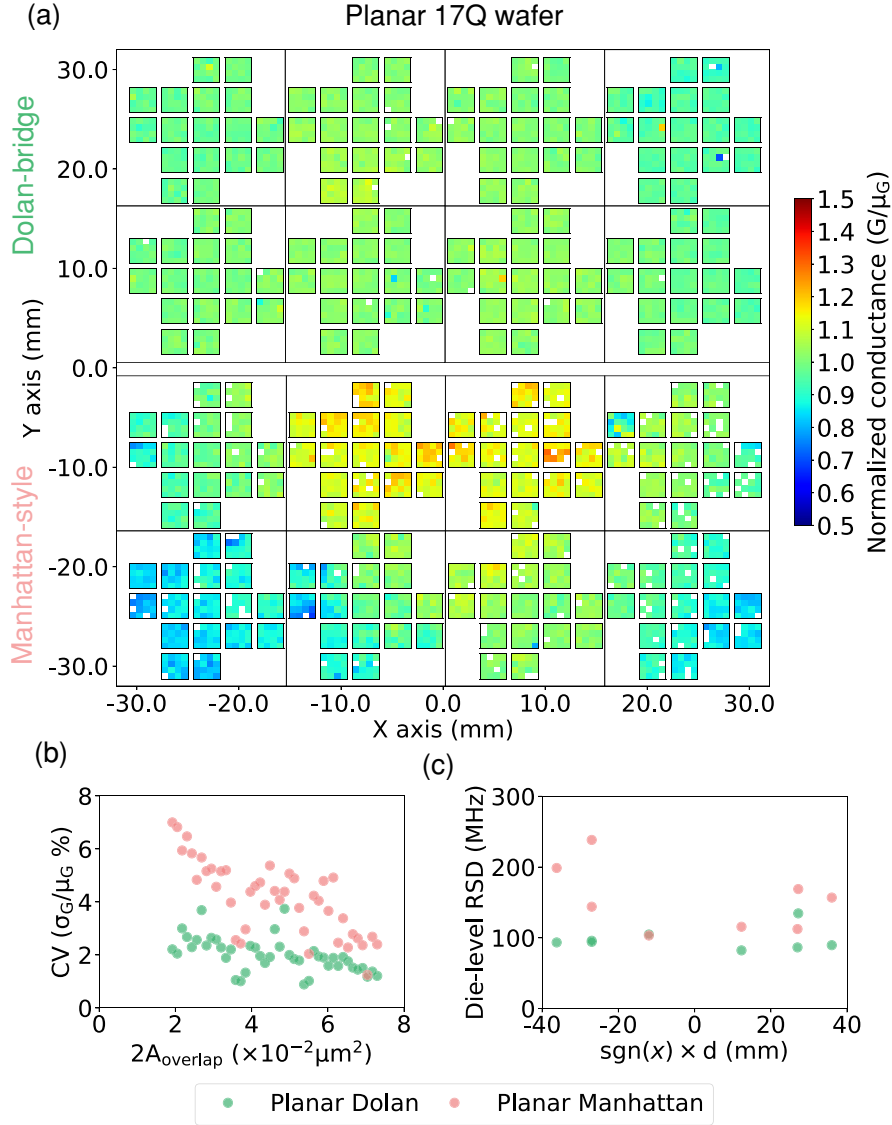 (a)
Planar 17Q wafer
Dolan-bridge
Manhattan-style
Y axis (mm)
30.0
20.0
10.0
0.0
-10.0
-20.0
-30.0
-30.0 -20.0 -10.0 0.0 10.0 20.0 30.0
X axis (mm)
1.5
1.4
1.3
1.2
1.1
1.0
0.9
0.8
0.7
0.6
0.5
Normalized conductance (G/μ_G)
(b)
CV (σ_G/μ_G %)
8
6
4
2
0
0 2 4 6 8
2A_overlap (×10⁻²μm²)
(c)
Die-level RSD (MHz)
300
200
100
0
-40 -20 0 20 40
sgn(x) × d (mm)
Planar Dolan Planar Manhattan